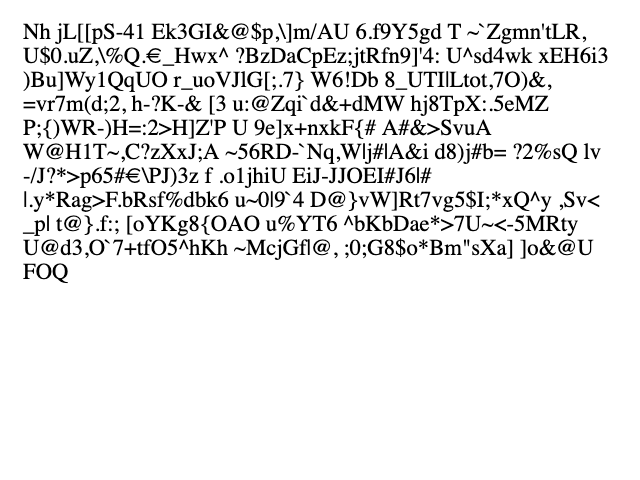 Nh jL[[pS-41 Ek3GI&@$p,\]m/AU 6.f9Y5gd T ~`Zgmn'tLR,
U$0.uZ,\%Q.€_Hwx^ ?BzDaCpEz;jtRfn9]'4: U^sd4wk xEH6i3
)Bu]Wy1QqUO r_uoVJlG[;.7} W6!Db 8_UTI|Ltot,7O)&,
=vr7m(d;2, h-?K-& [3 u:@Zqi`d&+dMW hj8TpX:.5eMZ
P;{)WR-)H=:2>H]Z'P U 9e]x+nxkF{# A#&>SvuA
W@H1T~,C?zXxJ;A ~56RD-`Nq,W|j#|A&i d8)j#b= ?2%sQ lv
-/J?*>p65#€\PJ)3z f .o1jhiU EiJ-JJOEI#J6|#
|.y*Rag>F.bRsf%dbk6 u~0|9`4 D@}vW]Rt7vg5$I;*xQ^y ,Sv<
_p| t@}.f:; [oYKg8{OAO u%YT6 ^bKbDae*>7U~<-5MRty
U@d3,O`7+tfO5^hKh ~McjGf|@, ;0;G8$o*Bm"sXa] ]o&@U
FOQ